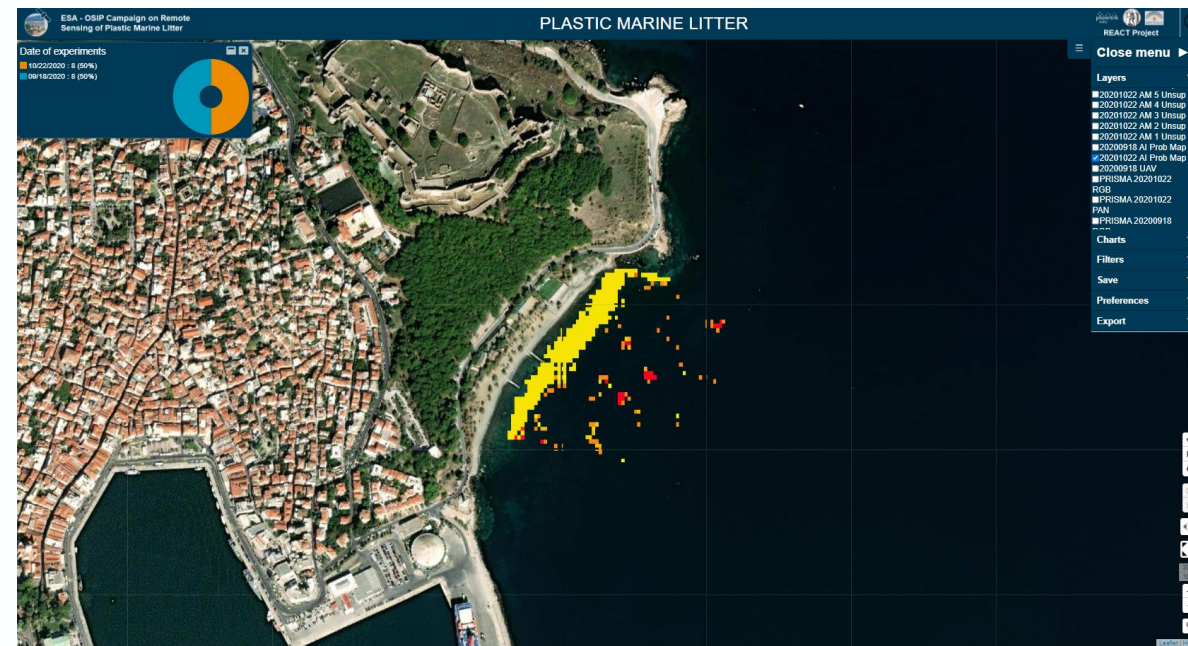 ESA - OSIP Campaign on Remote
Sensing of Plastic Marine Litter
PLASTIC MARINE LITTER
REACT Project
Date of experiments
10/22/2020 : 8 (50%)
09/18/2020 : 8 (50%)
Close menu ▶
Layers
20201022 AM 5 Unsup
20201022 AM 4 Unsup
20201022 AM 3 Unsup
20201022 AM 2 Unsup
20201022 AM 1 Unsup
20200918 AI Prob Map
20201022 AI Prob Map
20200918 UAV
PRISMA 20201022
RGB
PRISMA 20201022
PAN
PRISMA 20200918
Charts
Filters
Save
Preferences
Export
Leaflet